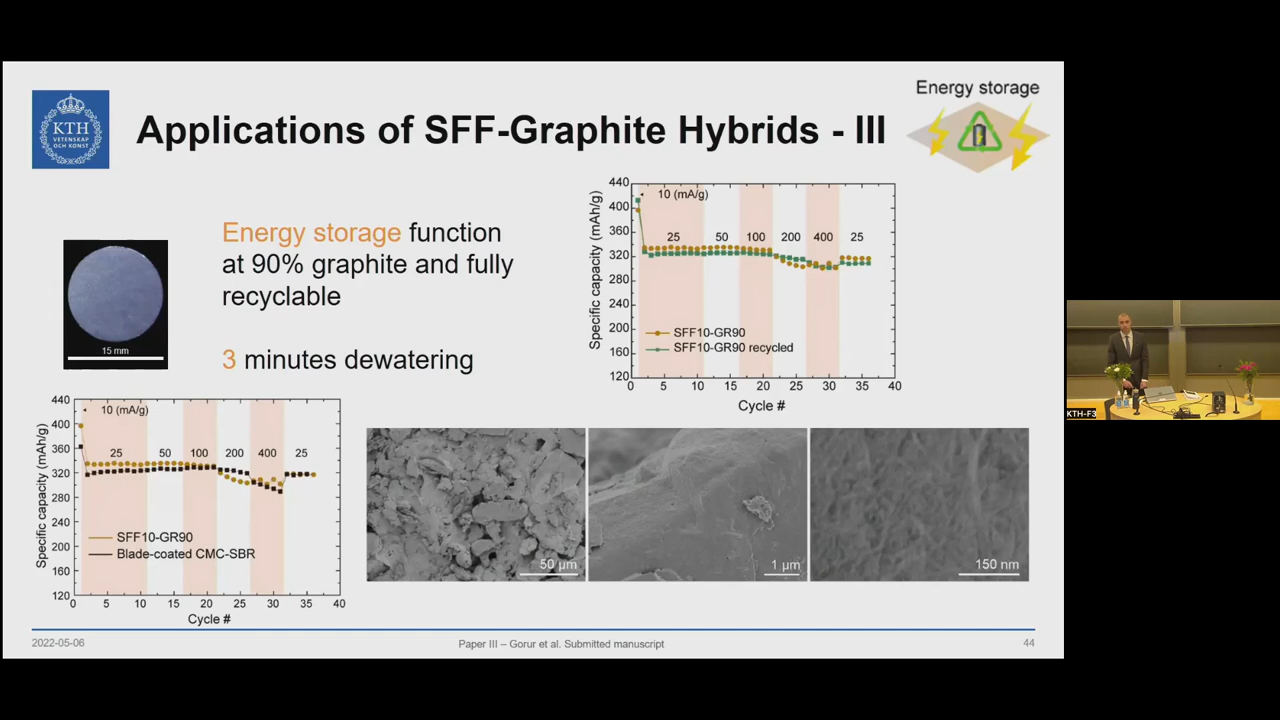 Energy storage
KTH
VETENSKAP
OCH KONST
Applications of SFF-Graphite Hybrids - III
Energy storage function
at 90% graphite and fully
recyclable
3 minutes dewatering
15 mm
440
400
360
320
280
240
200
160
120
Specific capacity (mAh/g)
10 (mA/g)
25 50 100 200 400 25
SFF10-GR90
SFF10-GR90 recycled
0 5 10 15 20 25 30 35 40
Cycle #
440
400
360
320
280
240
200
160
120
Specific capacity (mAh/g)
10 (mA/g)
25 50 100 200 400 25
SFF10-GR90
Blade-coated CMC-SBR
0 5 10 15 20 25 30 35 40
Cycle #
50 µm
1 µm
150 nm
2022-05-06
Paper III – Gorur et al. Submitted manuscript
44
KTH-F3